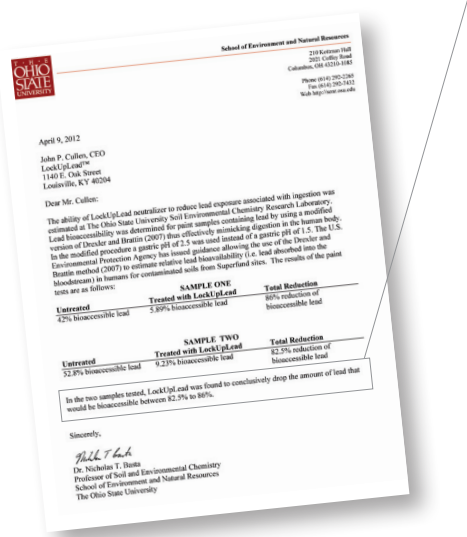 T·H·E
OHIO
STATE
UNIVERSITY
School of Environment and Natural Resources
210 Kottman Hall
2021 Coffey Road
Columbus, OH 43210-1085
Phone (614) 292-2265
Fax (614) 292-7432
Web http://senr.osu.edu
April 9, 2012
John P. Cullen, CEO
LockUpLead™
1140 E. Oak Street
Louisville, KY 40204
Dear Mr. Cullen:
The ability of LockUpLead neutralizer to reduce lead exposure associated with ingestion was
estimated at The Ohio State University Soil Environmental Chemistry Research Laboratory.
Lead bioaccessibility was determined for paint samples containing lead by using a modified
version of Drexler and Brattin (2007) thus effectively mimicking digestion in the human body.
In the modified procedure a gastric pH of 2.5 was used instead of a gastric pH of 1.5. The U.S.
Environmental Protection Agency has issued guidance allowing the use of the Drexler and
Brattin method (2007) to estimate relative lead bioavailability (i.e. lead absorbed into the
bloodstream) in humans for contaminated soils from Superfund sites. The results of the paint
tests are as follows:
SAMPLE ONE
Untreated Treated with LockUpLead Total Reduction
42% bioaccessible lead 5.89% bioaccessible lead 86% reduction of
bioaccessible lead
SAMPLE TWO
Untreated Treated with LockUpLead Total Reduction
52.8% bioaccessible lead 9.23% bioaccessible lead 82.5% reduction of
bioaccessible lead
In the two samples tested, LockUpLead was found to conclusively drop the amount of lead that
would be bioaccessible between 82.5% to 86%.
Sincerely,
Nicholas T Basta
Dr. Nicholas T. Basta
Professor of Soil and Environmental Chemistry
School of Environment and Natural Resources
The Ohio State University